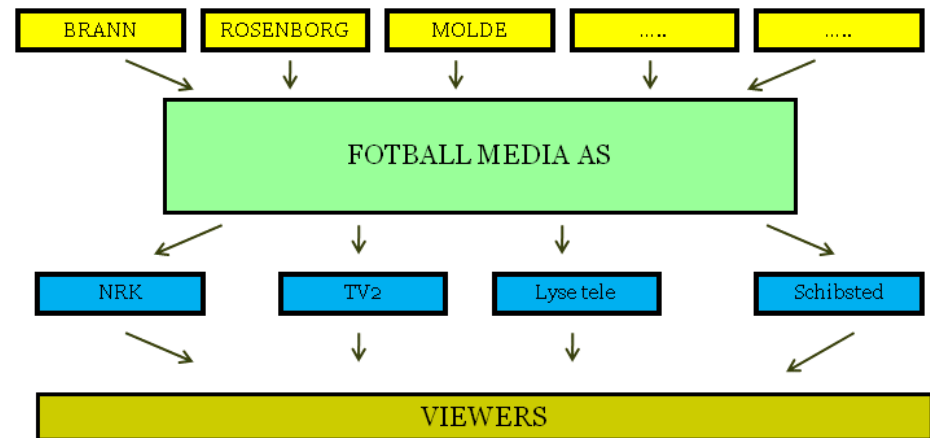 BRANN
ROSENBORG
MOLDE
.....
.....
FOTBALL MEDIA AS
NRK
TV2
Lyse tele
Schibsted
VIEWERS